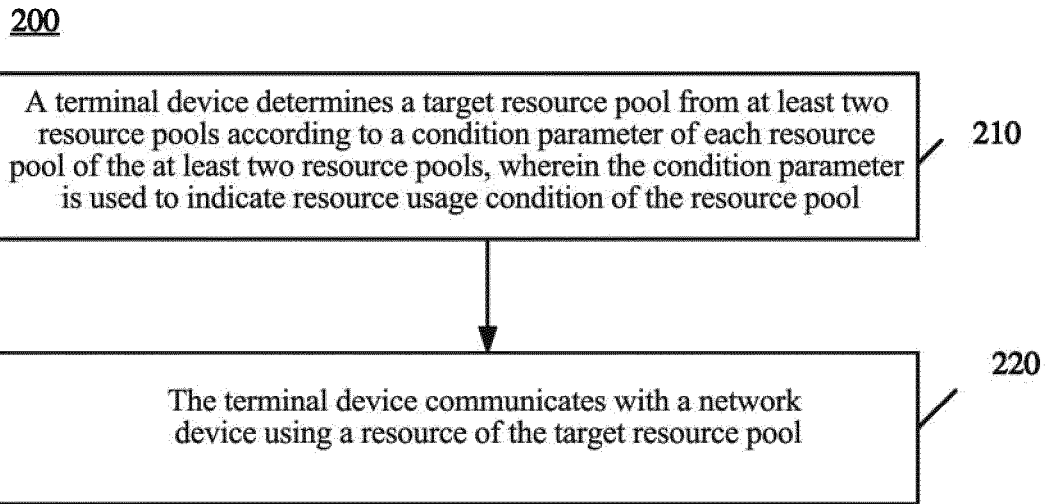 200
A terminal device determines a target resource pool from at least two
resource pools according to a condition parameter of each resource
pool of the at least two resource pools, wherein the condition parameter
is used to indicate resource usage condition of the resource pool
210
220
The terminal device communicates with a network
device using a resource of the target resource pool